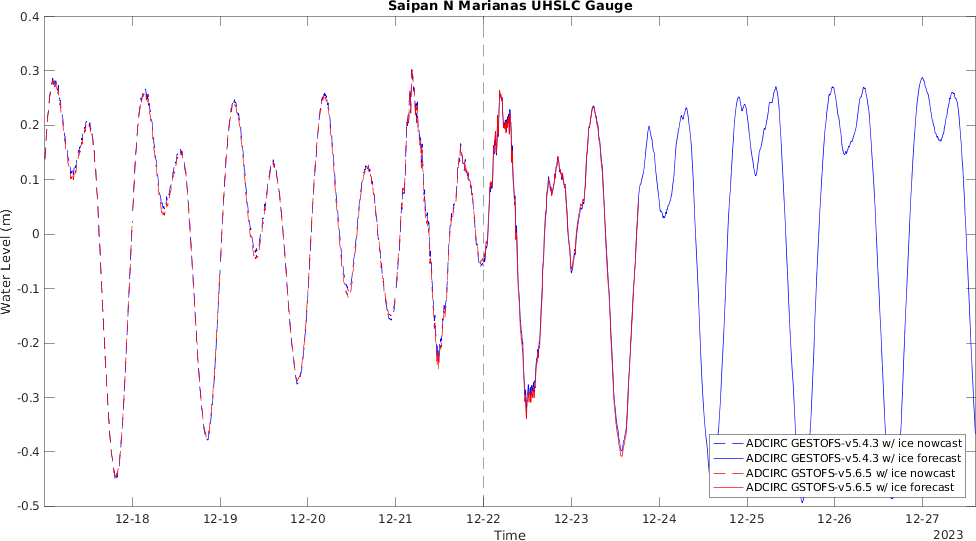 Saipan N Marianas UHSLC Gauge
Water Level (m)
0.4
0.3
0.2
0.1
0
-0.1
-0.2
-0.3
-0.4
-0.5
ADCIRC GESTOFS-v5.4.3 w/ ice nowcast
ADCIRC GESTOFS-v5.4.3 w/ ice forecast
ADCIRC GSTOFS-v5.6.5 w/ ice nowcast
ADCIRC GSTOFS-v5.6.5 w/ ice forecast
12-18 12-19 12-20 12-21 12-22 12-23 12-24 12-25 12-26 12-27
Time
2023